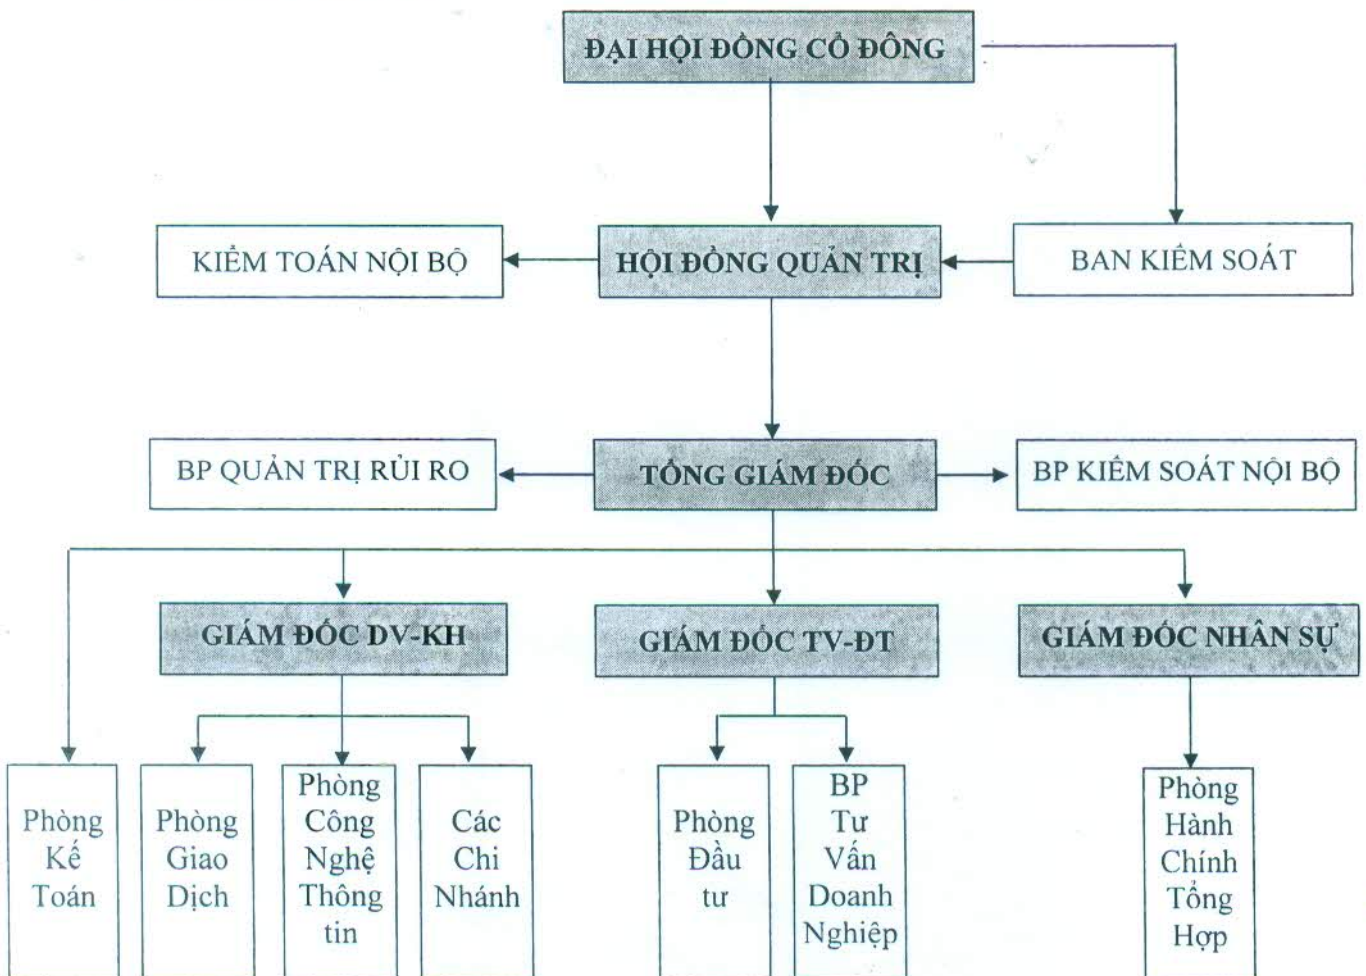 ĐẠI HỘI ĐỒNG CỔ ĐÔNG
KIỂM TOÁN NỘI BỘ
HỘI ĐỒNG QUẢN TRỊ
BAN KIỂM SOÁT
BP QUẢN TRỊ RỦI RO
TỔNG GIÁM ĐỐC
BP KIỂM SOÁT NỘI BỘ
GIÁM ĐỐC DV-KH
GIÁM ĐỐC TV-ĐT
GIÁM ĐỐC NHÂN SỰ
Phòng
Kế
Toán
Phòng
Giao
Dịch
Phòng
Công
Nghệ
Thông
tin
Các
Chi
Nhánh
Phòng
Đầu
tư
BP
Tư
Vấn
Doanh
Nghiệp
Phòng
Hành
Chính
Tổng
Hợp